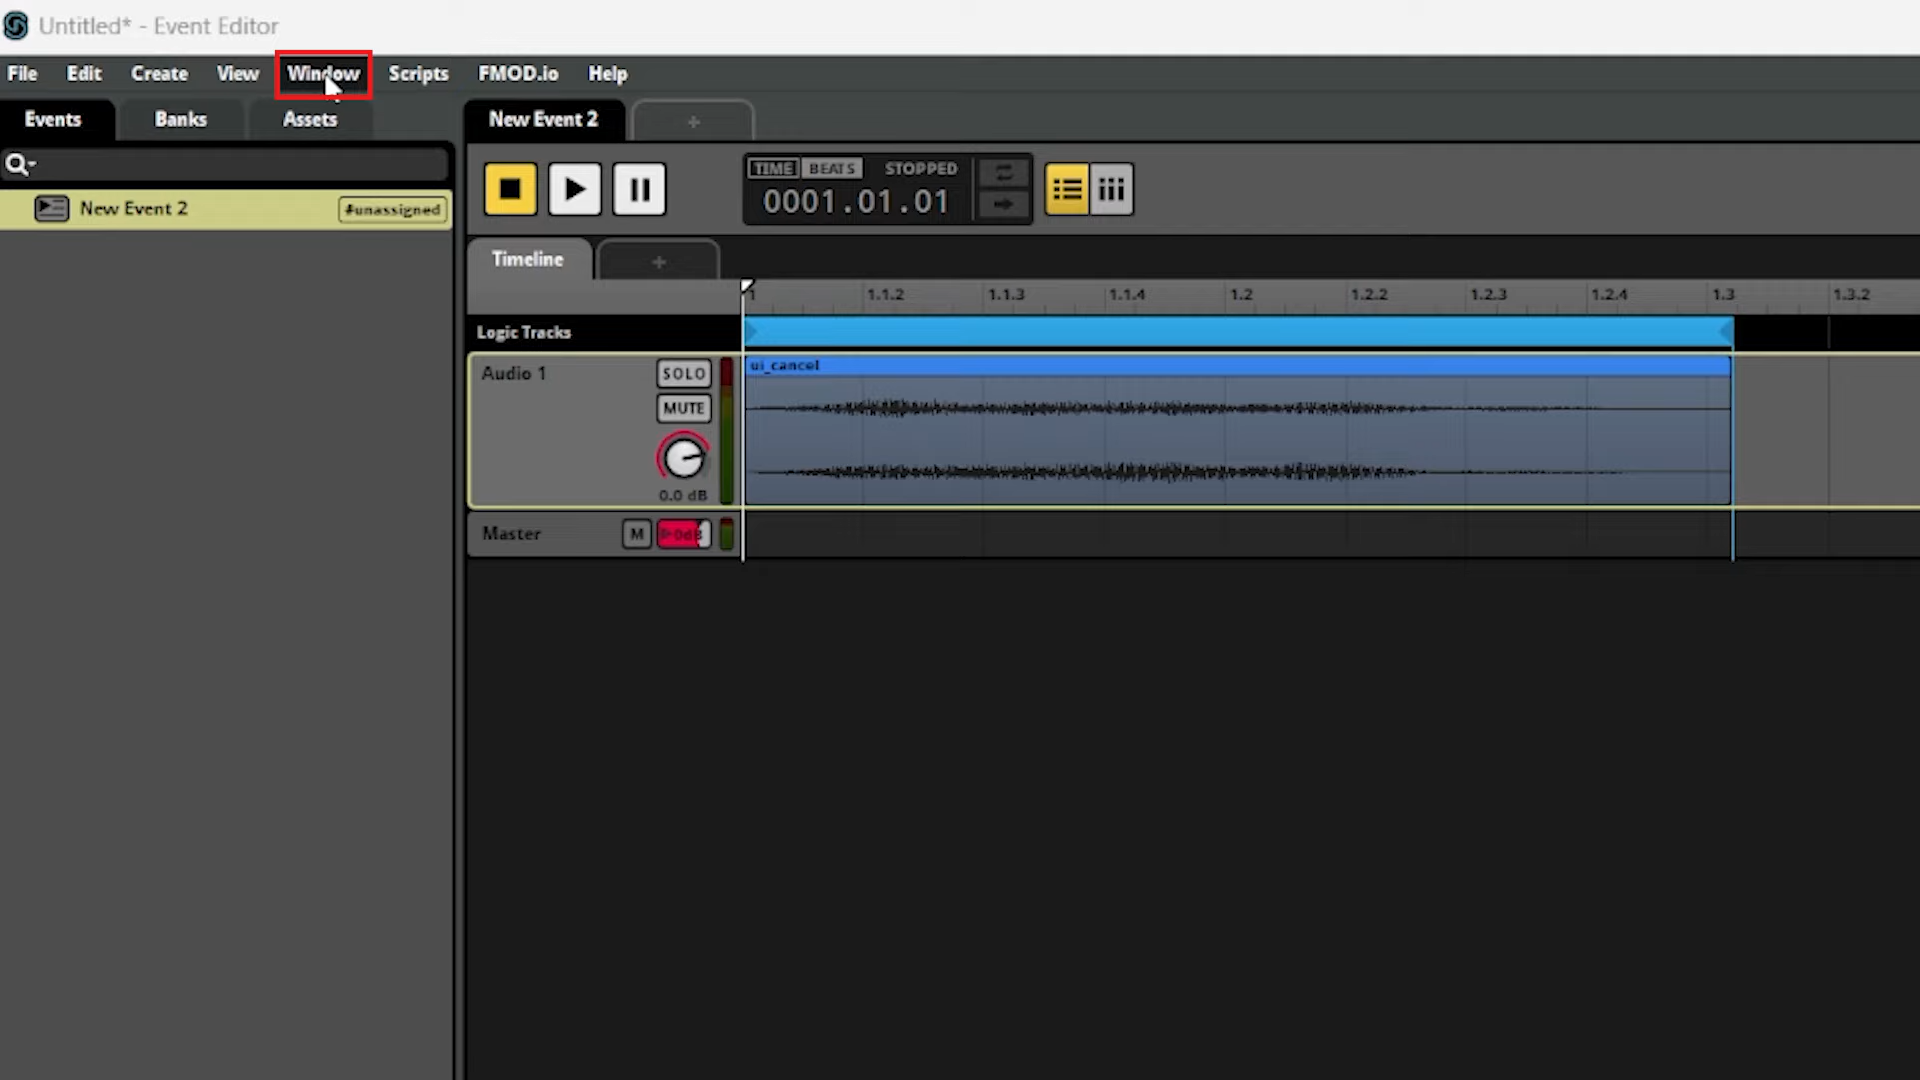 Untitled* - Event Editor
File Edit Create View Window Scripts FMOD.io Help
Events Banks Assets New Event 2 +
TIME BEATS STOPPED
0001.01.01
New Event 2 #unassigned
Timeline +
1 1.1.2 1.1.3 1.1.4 1.2 1.2.2 1.2.3 1.2.4 1.3 1.3.2
Logic Tracks
ui_cancel
Audio 1 SOLO
MUTE
0.0 dB
Master M